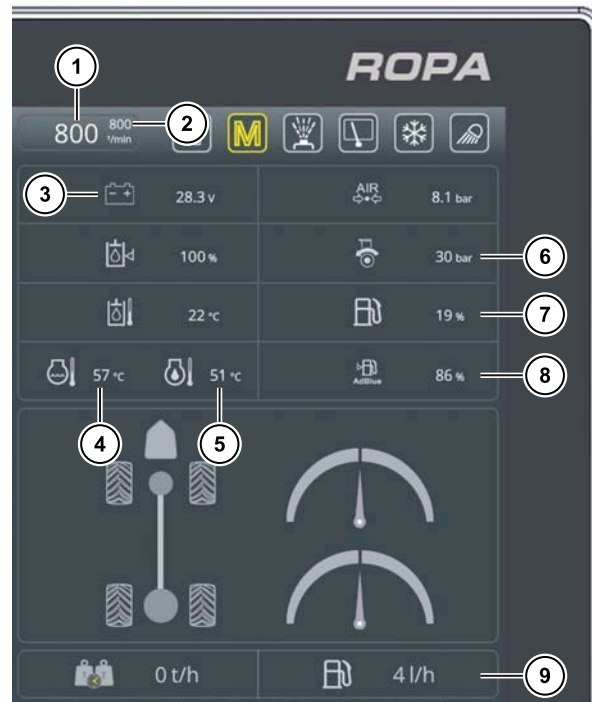 ROPA
1
2
800 800 1/min
M
3
28.3 v
AIR
8.1 bar
100 %
30 bar
6
22 °C
19 %
7
57 °C
51 °C
AdBlue
86 %
8
4
5
0 t/h
4 l/h
9